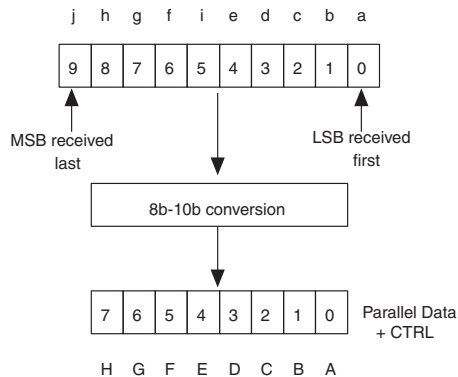 j h g f i e d c b a
9 8 7 6 5 4 3 2 1 0
MSB received
last
LSB received
first
8b-10b conversion
7 6 5 4 3 2 1 0
Parallel Data
+ CTRL
H G F E D C B A